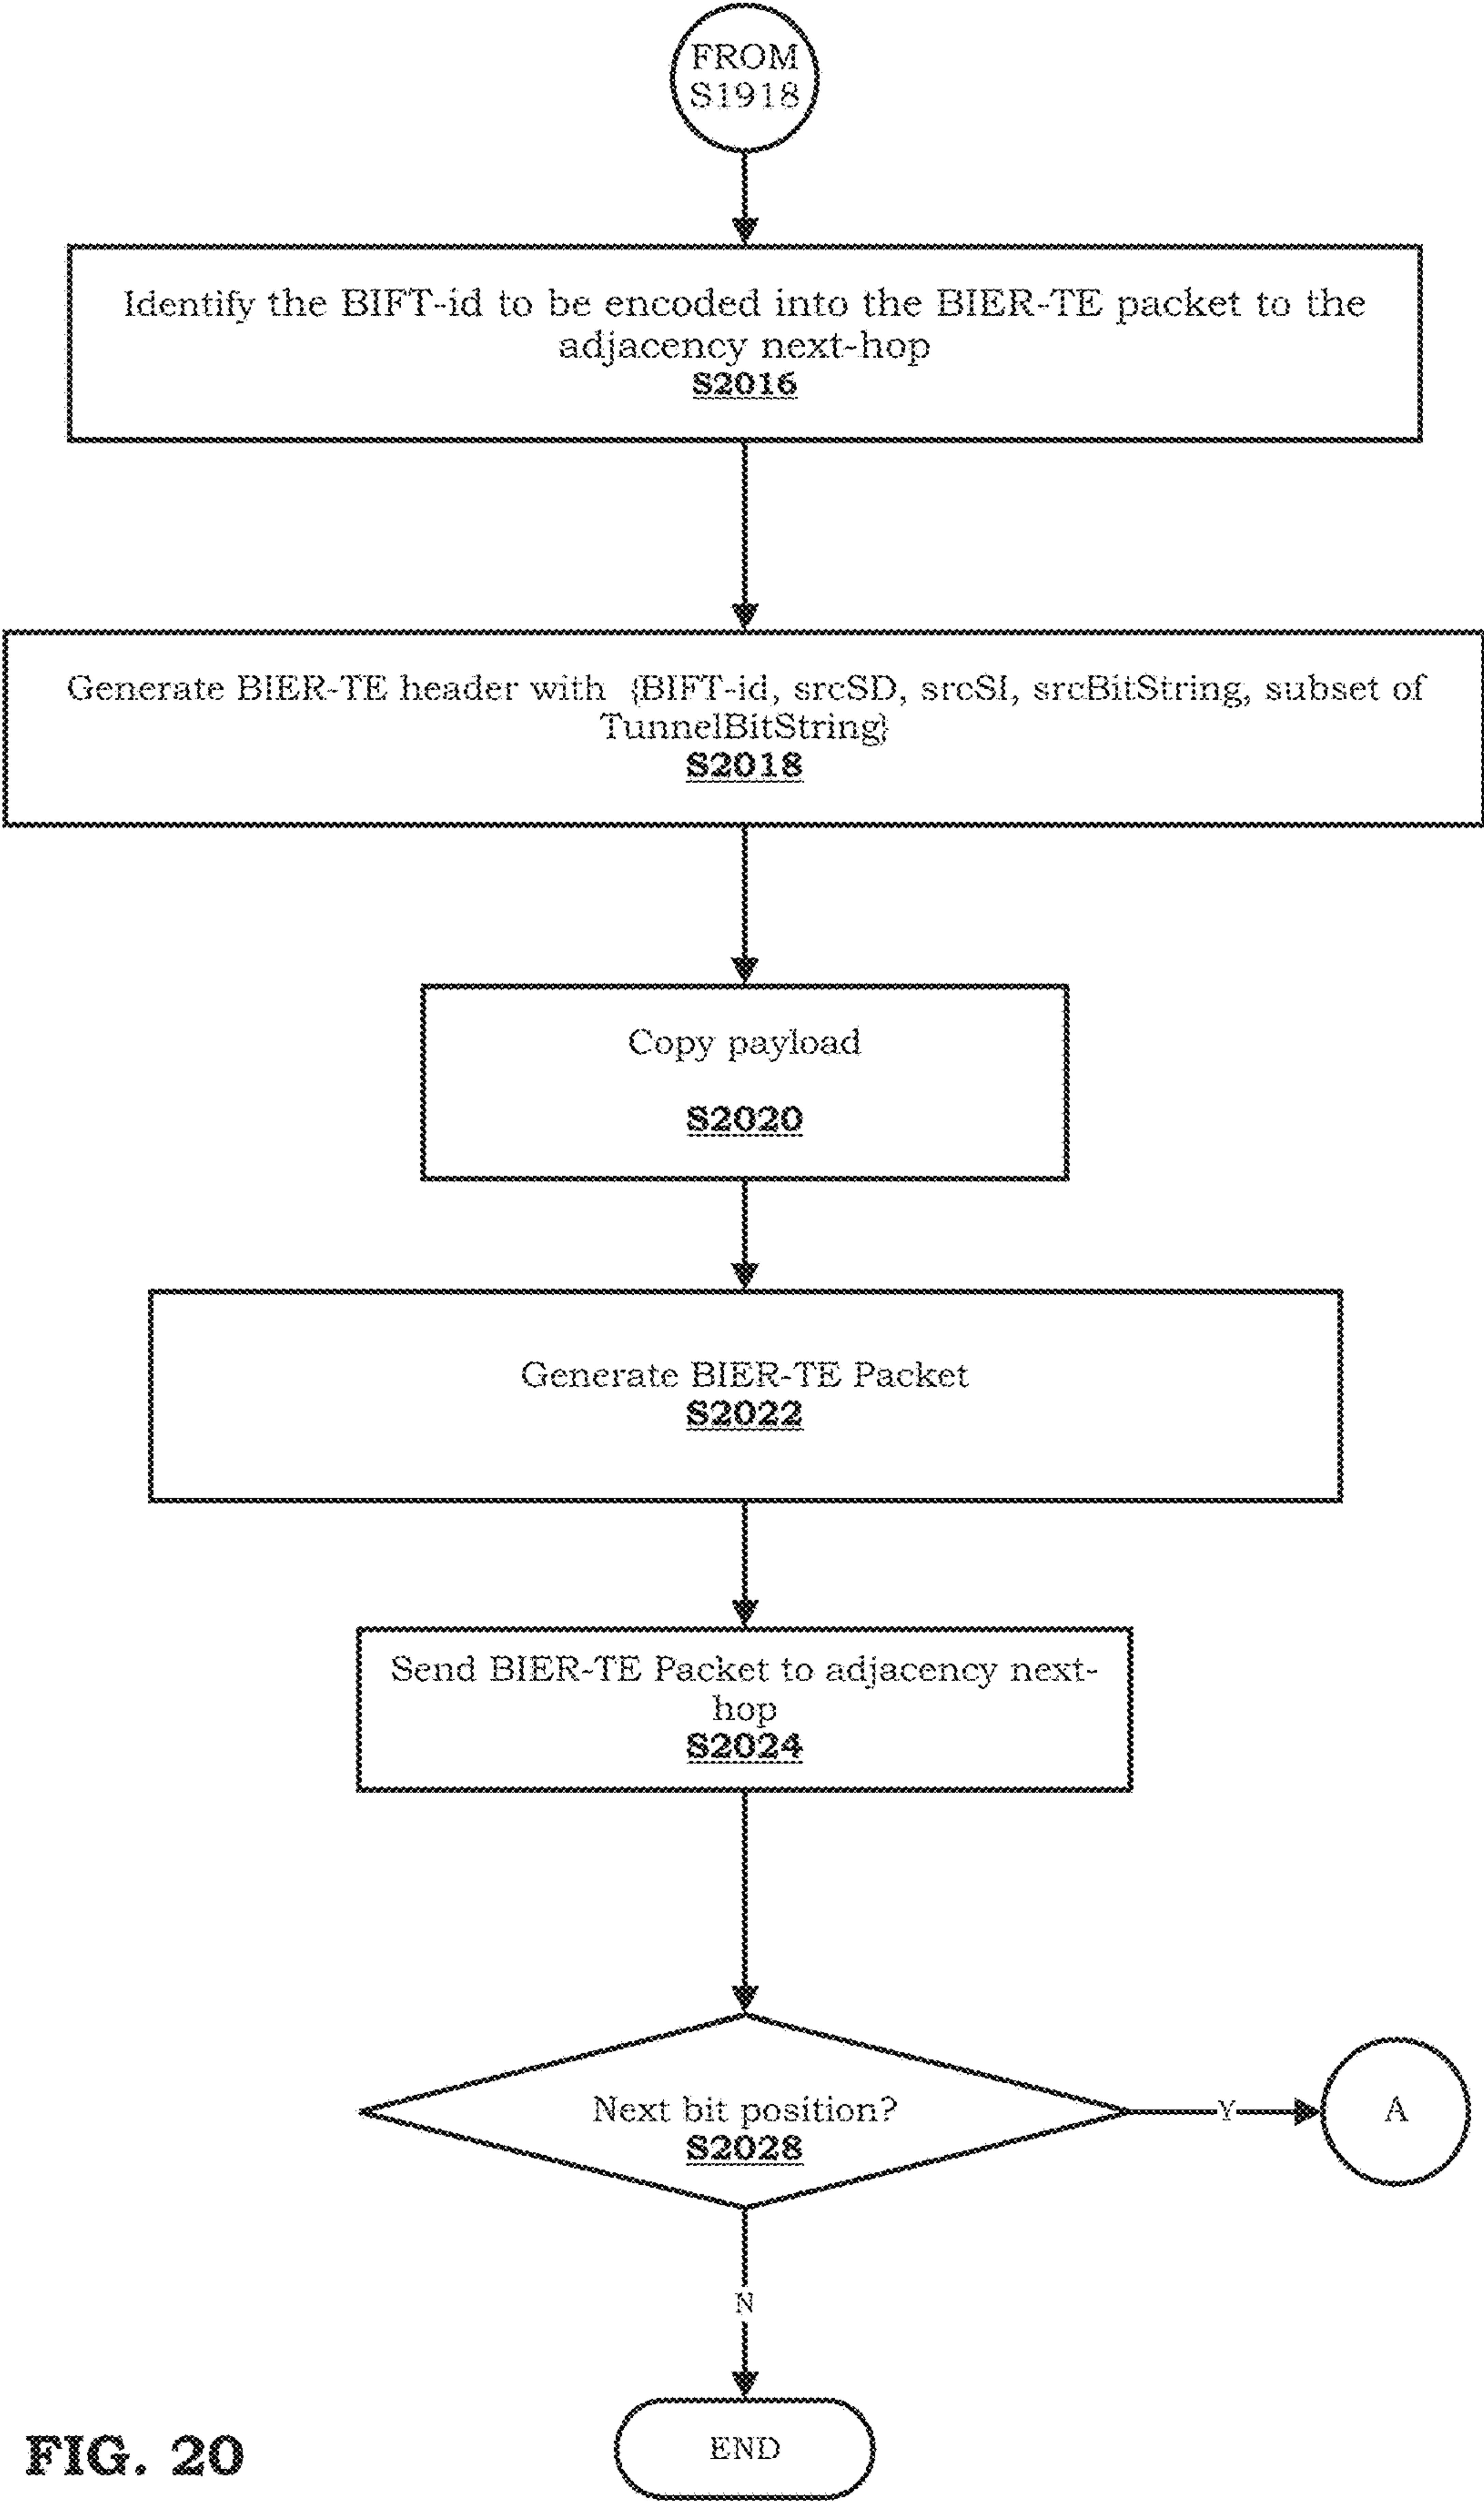 FROM
S1918
Identify the BIFT-id to be encoded into the BIER-TE packet to the
adjacency next-hop
S2016
Generate BIER-TE header with {BIFT-id, srcSD, srcSI, srcBitString, subset of
TunnelBitString}
S2018
Copy payload
S2020
Generate BIER-TE Packet
S2022
Send BIER-TE Packet to adjacency next-
hop
S2024
Next bit position?
S2028
Y
A
N
END
FIG. 20